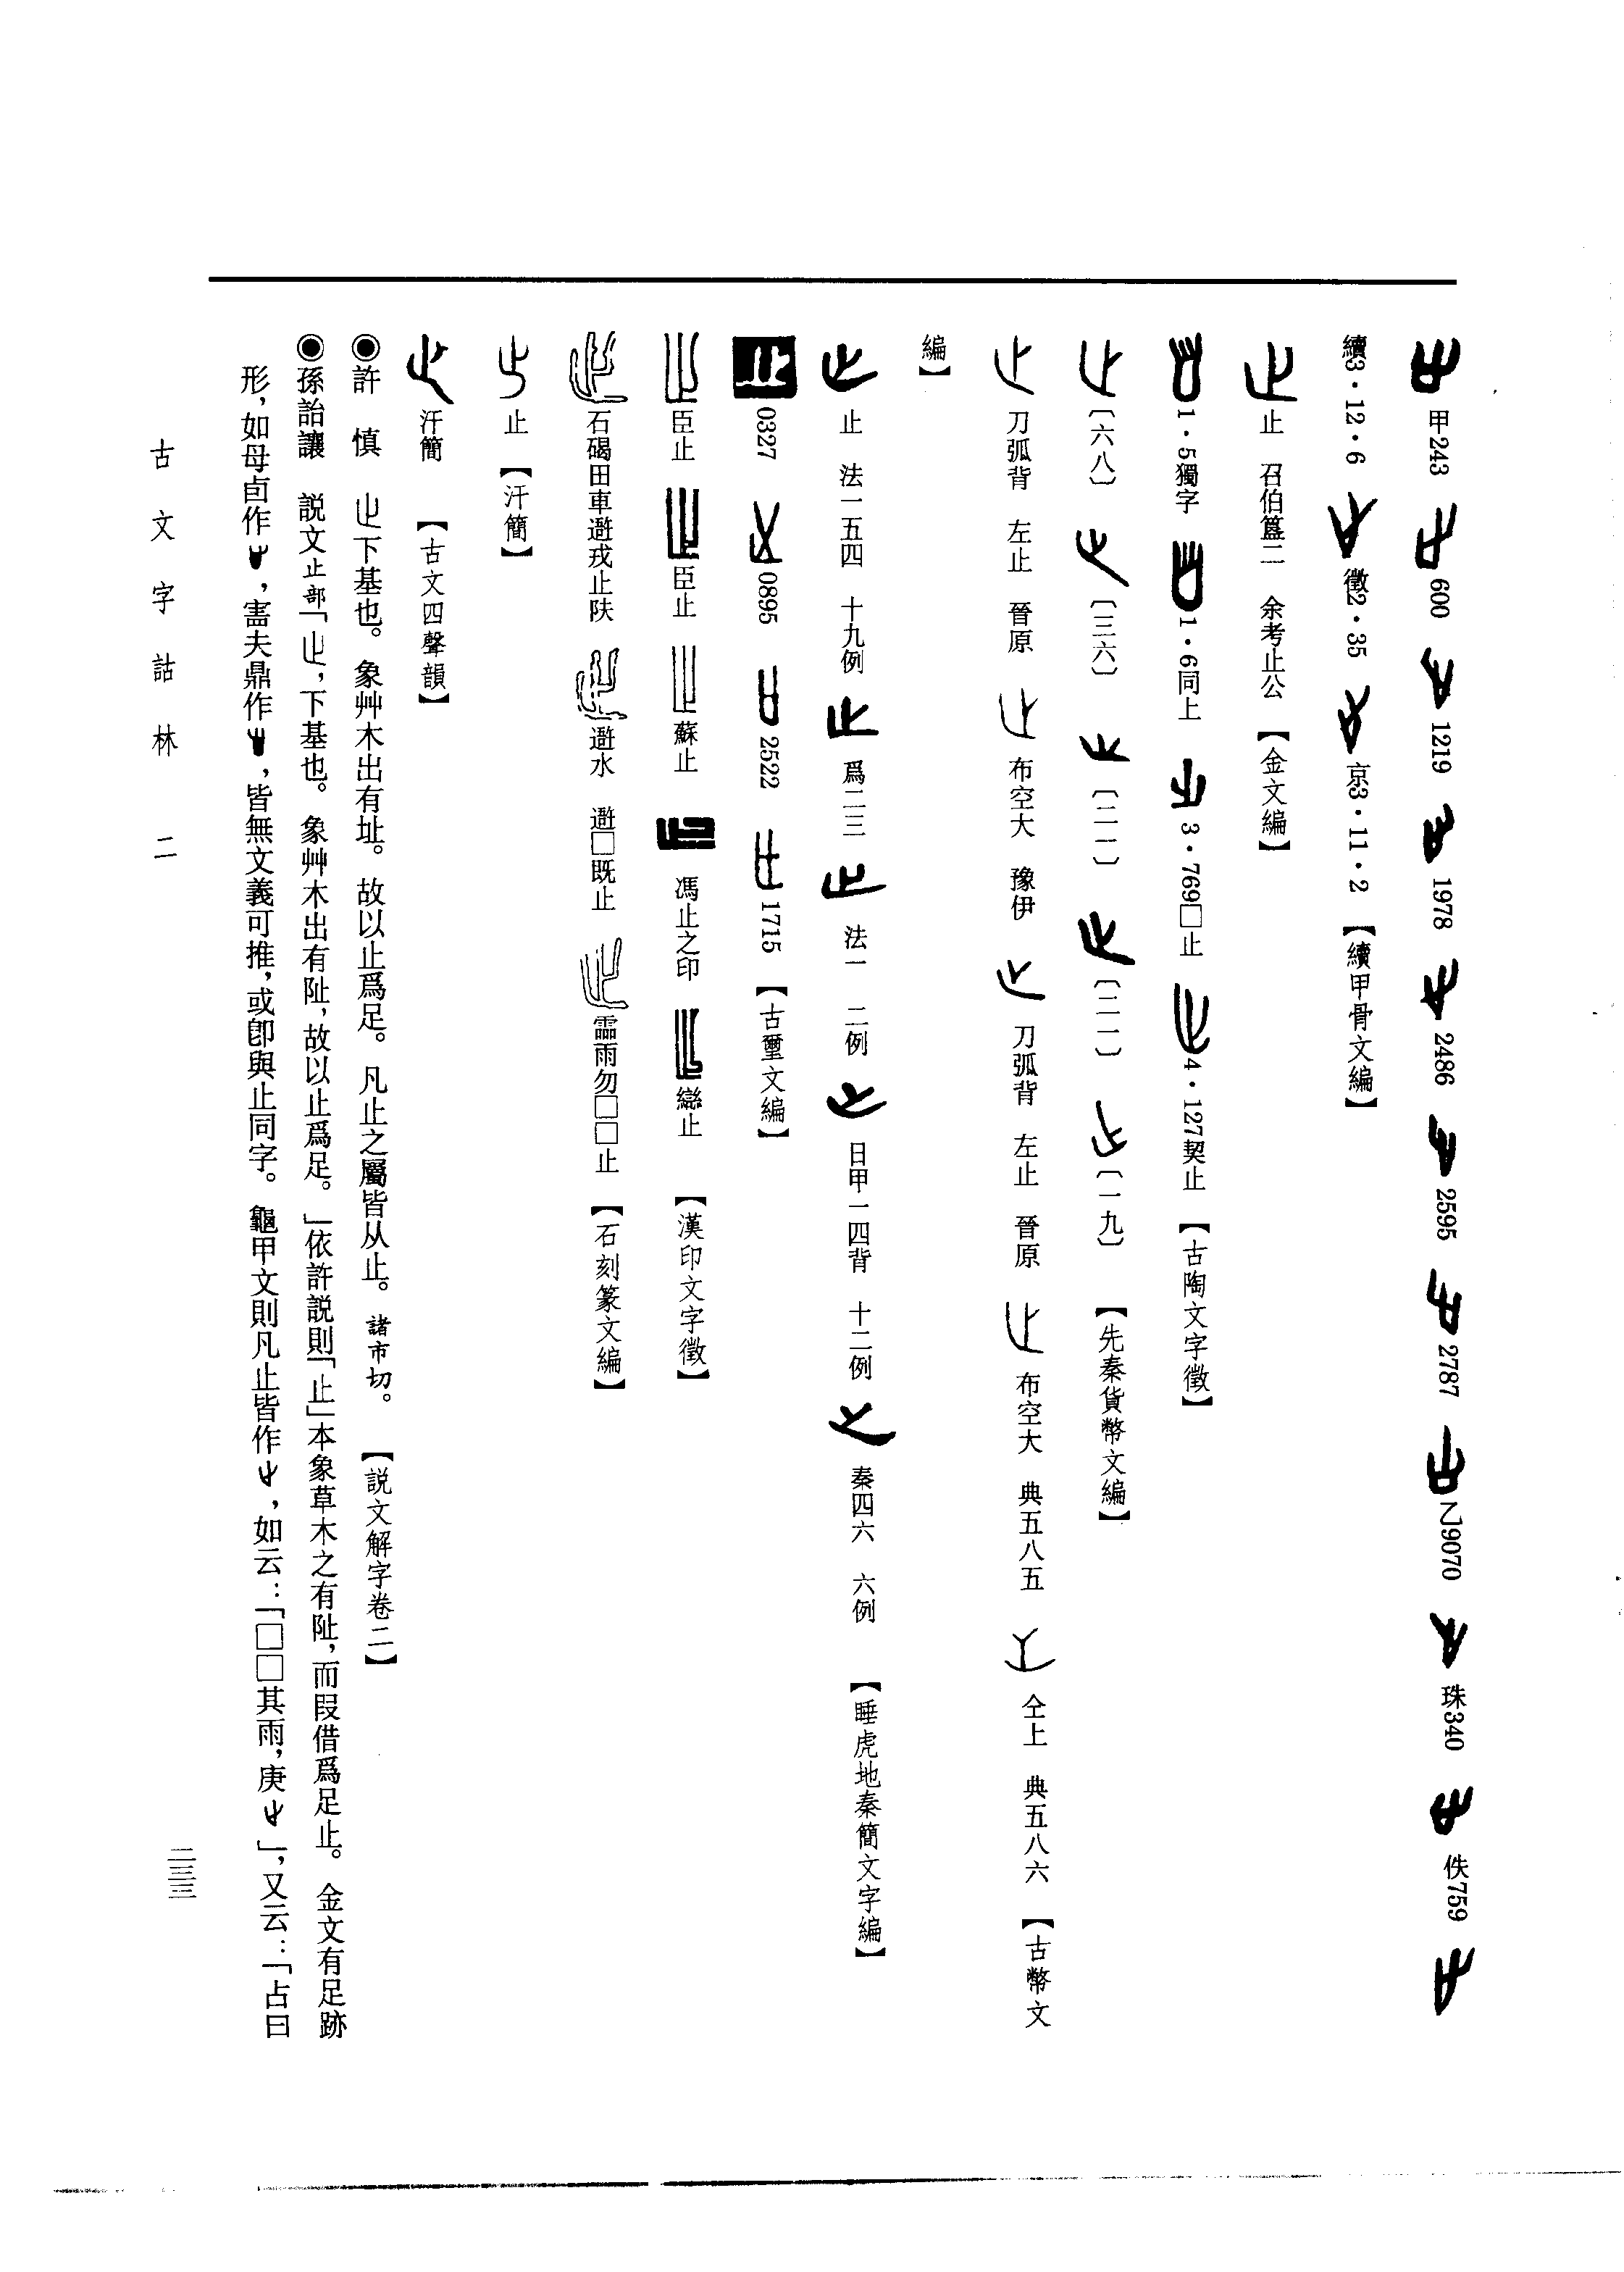 甲243　600　1219　1978　2486　2595　2787　乙9070　珠340　佚759
續3·12·6　徵2·35　京3·11·2　【續甲骨文編】
止　召伯簋二　余考止公　【金文編】
1·5獨字　1·6同上　3·769□止　4·127契止　【古陶文字徵】
〔六八〕　〔三六〕　〔二二〕　〔二二〕　〔一九〕　【先秦貨幣文編】
刀弧背　左止　晉原　布空大　豫伊　刀弧背　左止　晉原　布空大　典五八五　仝上　典五八六　【古幣文
編】
止　法一五四　十九例　爲二三　法一　二例　日甲一四背　十二例　秦四六　六例　【睡虎地秦簡文字編】
0327　0895　2522　1715　【古璽文編】
臣止　臣止　蘇止　馮止之印　䜌止　【漢印文字徵】
石碣田車遊戎止陕　遊水　遊□既止　霝雨勿□□止　【石刻篆文編】
止　【汗簡】
汗簡　【古文四聲韻】
◉許　慎　止下基也。象艸木出有址。故以止爲足。凡止之屬皆从止。諸市切。　【説文解字卷二】
◉孫詒讓　説文止部「止，下基也。象艸木出有阯，故以止爲足。」依許説則「止」本象草木之有阯，而叚借爲足止。金文有足跡
形，如母卣作，𡩜夫鼎作，皆無文義可推，或卽與止同字。龜甲文則凡止皆作，如云：「□□其雨，庚」，又云：「占曰
古文字詁林　二
二三三